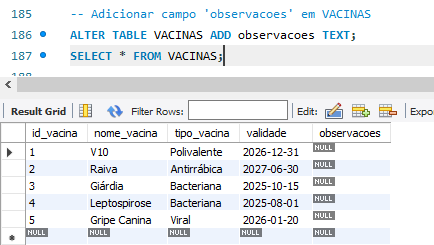 185 -- Adicionar campo 'observacoes' em VACINAS
186 ALTER TABLE VACINAS ADD observacoes TEXT;
187 SELECT * FROM VACINAS;
Result Grid Filter Rows: Edit: Expo
id_vacina nome_vacina tipo_vacina validade observacoes
1 V10 Polivalente 2026-12-31 NULL
2 Raiva Antirrábica 2027-06-30 NULL
3 Giárdia Bacteriana 2025-10-15 NULL
4 Leptospirose Bacteriana 2025-08-01 NULL
5 Gripe Canina Viral 2026-01-20 NULL
NULL NULL NULL NULL NULL